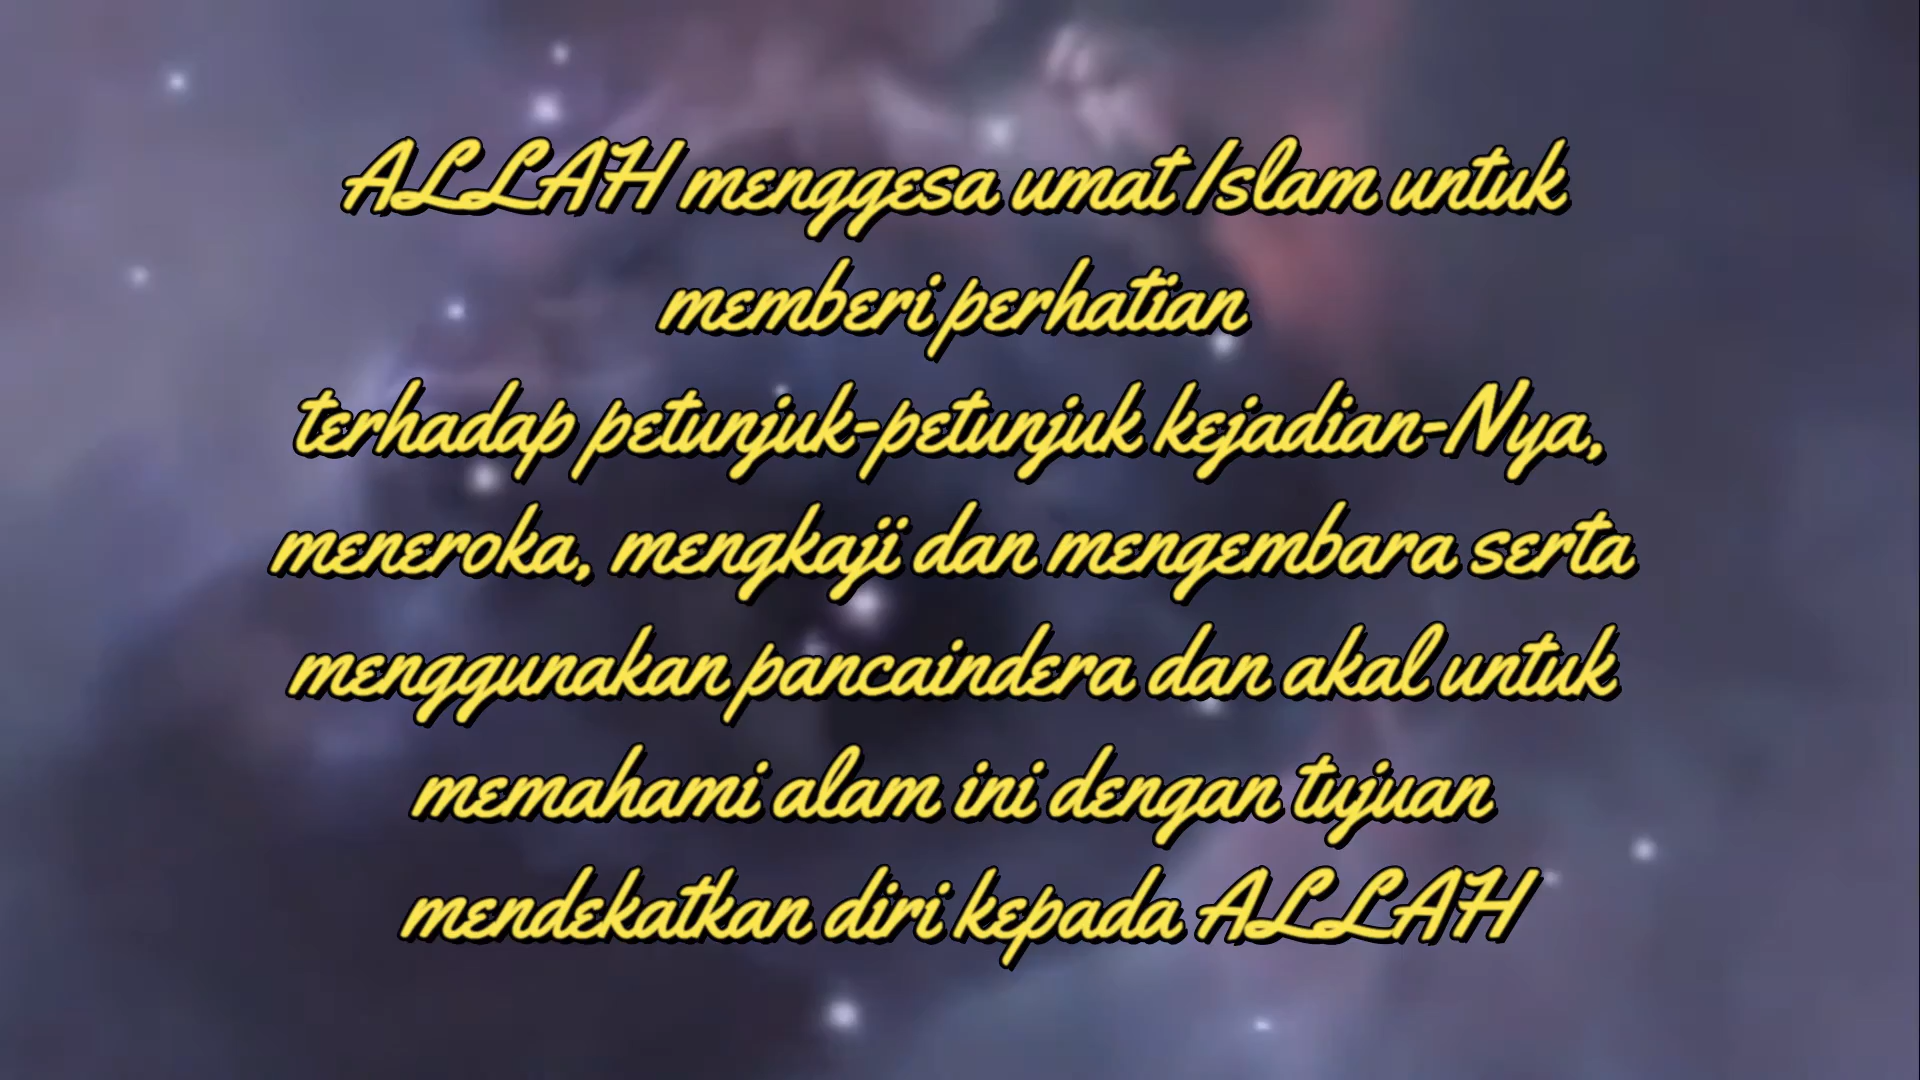 ALLAH menggesa umat Islam untuk
memberi perhatian
terhadap petunjuk-petunjuk kejadian-Nya,
meneroka, mengkaji dan mengembara serta
menggunakan pancaindera dan akal untuk
memahami alam ini dengan tujuan
mendekatkan diri kepada ALLAH